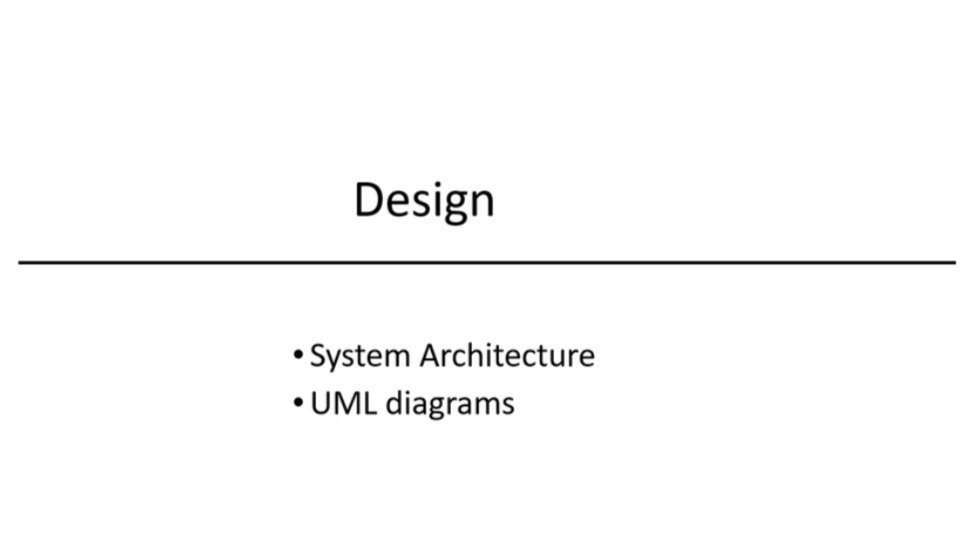 Design
• System Architecture
• UML diagrams